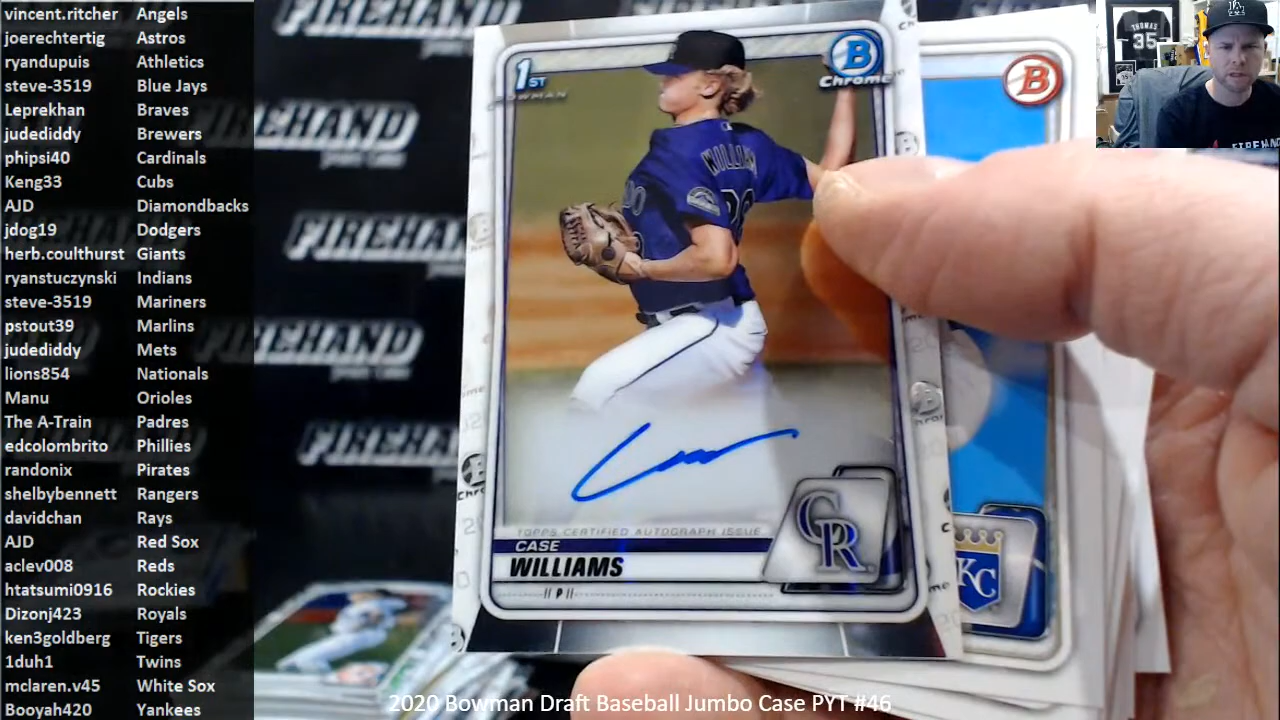 vincent.ritcher Angels
joerechtertig Astros
ryandupuis Athletics
steve-3519 Blue Jays
Leprekhan Braves
judediddy Brewers
phipsi40 Cardinals
Keng33 Cubs
AJD Diamondbacks
jdog19 Dodgers
herb.coulthurst Giants
ryanstuczynski Indians
steve-3519 Mariners
pstout39 Marlins
judediddy Mets
lions854 Nationals
Manu Orioles
The A-Train Padres
edcolombrito Phillies
randonix Pirates
shelbybennett Rangers
davidchan Rays
AJD Red Sox
aclev008 Reds
htatsumi0916 Rockies
Dizonj423 Royals
ken3goldberg Tigers
1duh1 Twins
mclaren.v45 White Sox
Booyah420 Yankees
FIREHAND
FIREHAND
FIREHAND
FIREHAND
1ST
BOWMAN
B
Chrome
B
THOMAS
35
WILLIAM
TOPPS CERTIFIED AUTOGRAPH ISSUE
CASE
WILLIAMS
P
CR
KC
2020 Bowman Draft Baseball Jumbo Case PYT #46